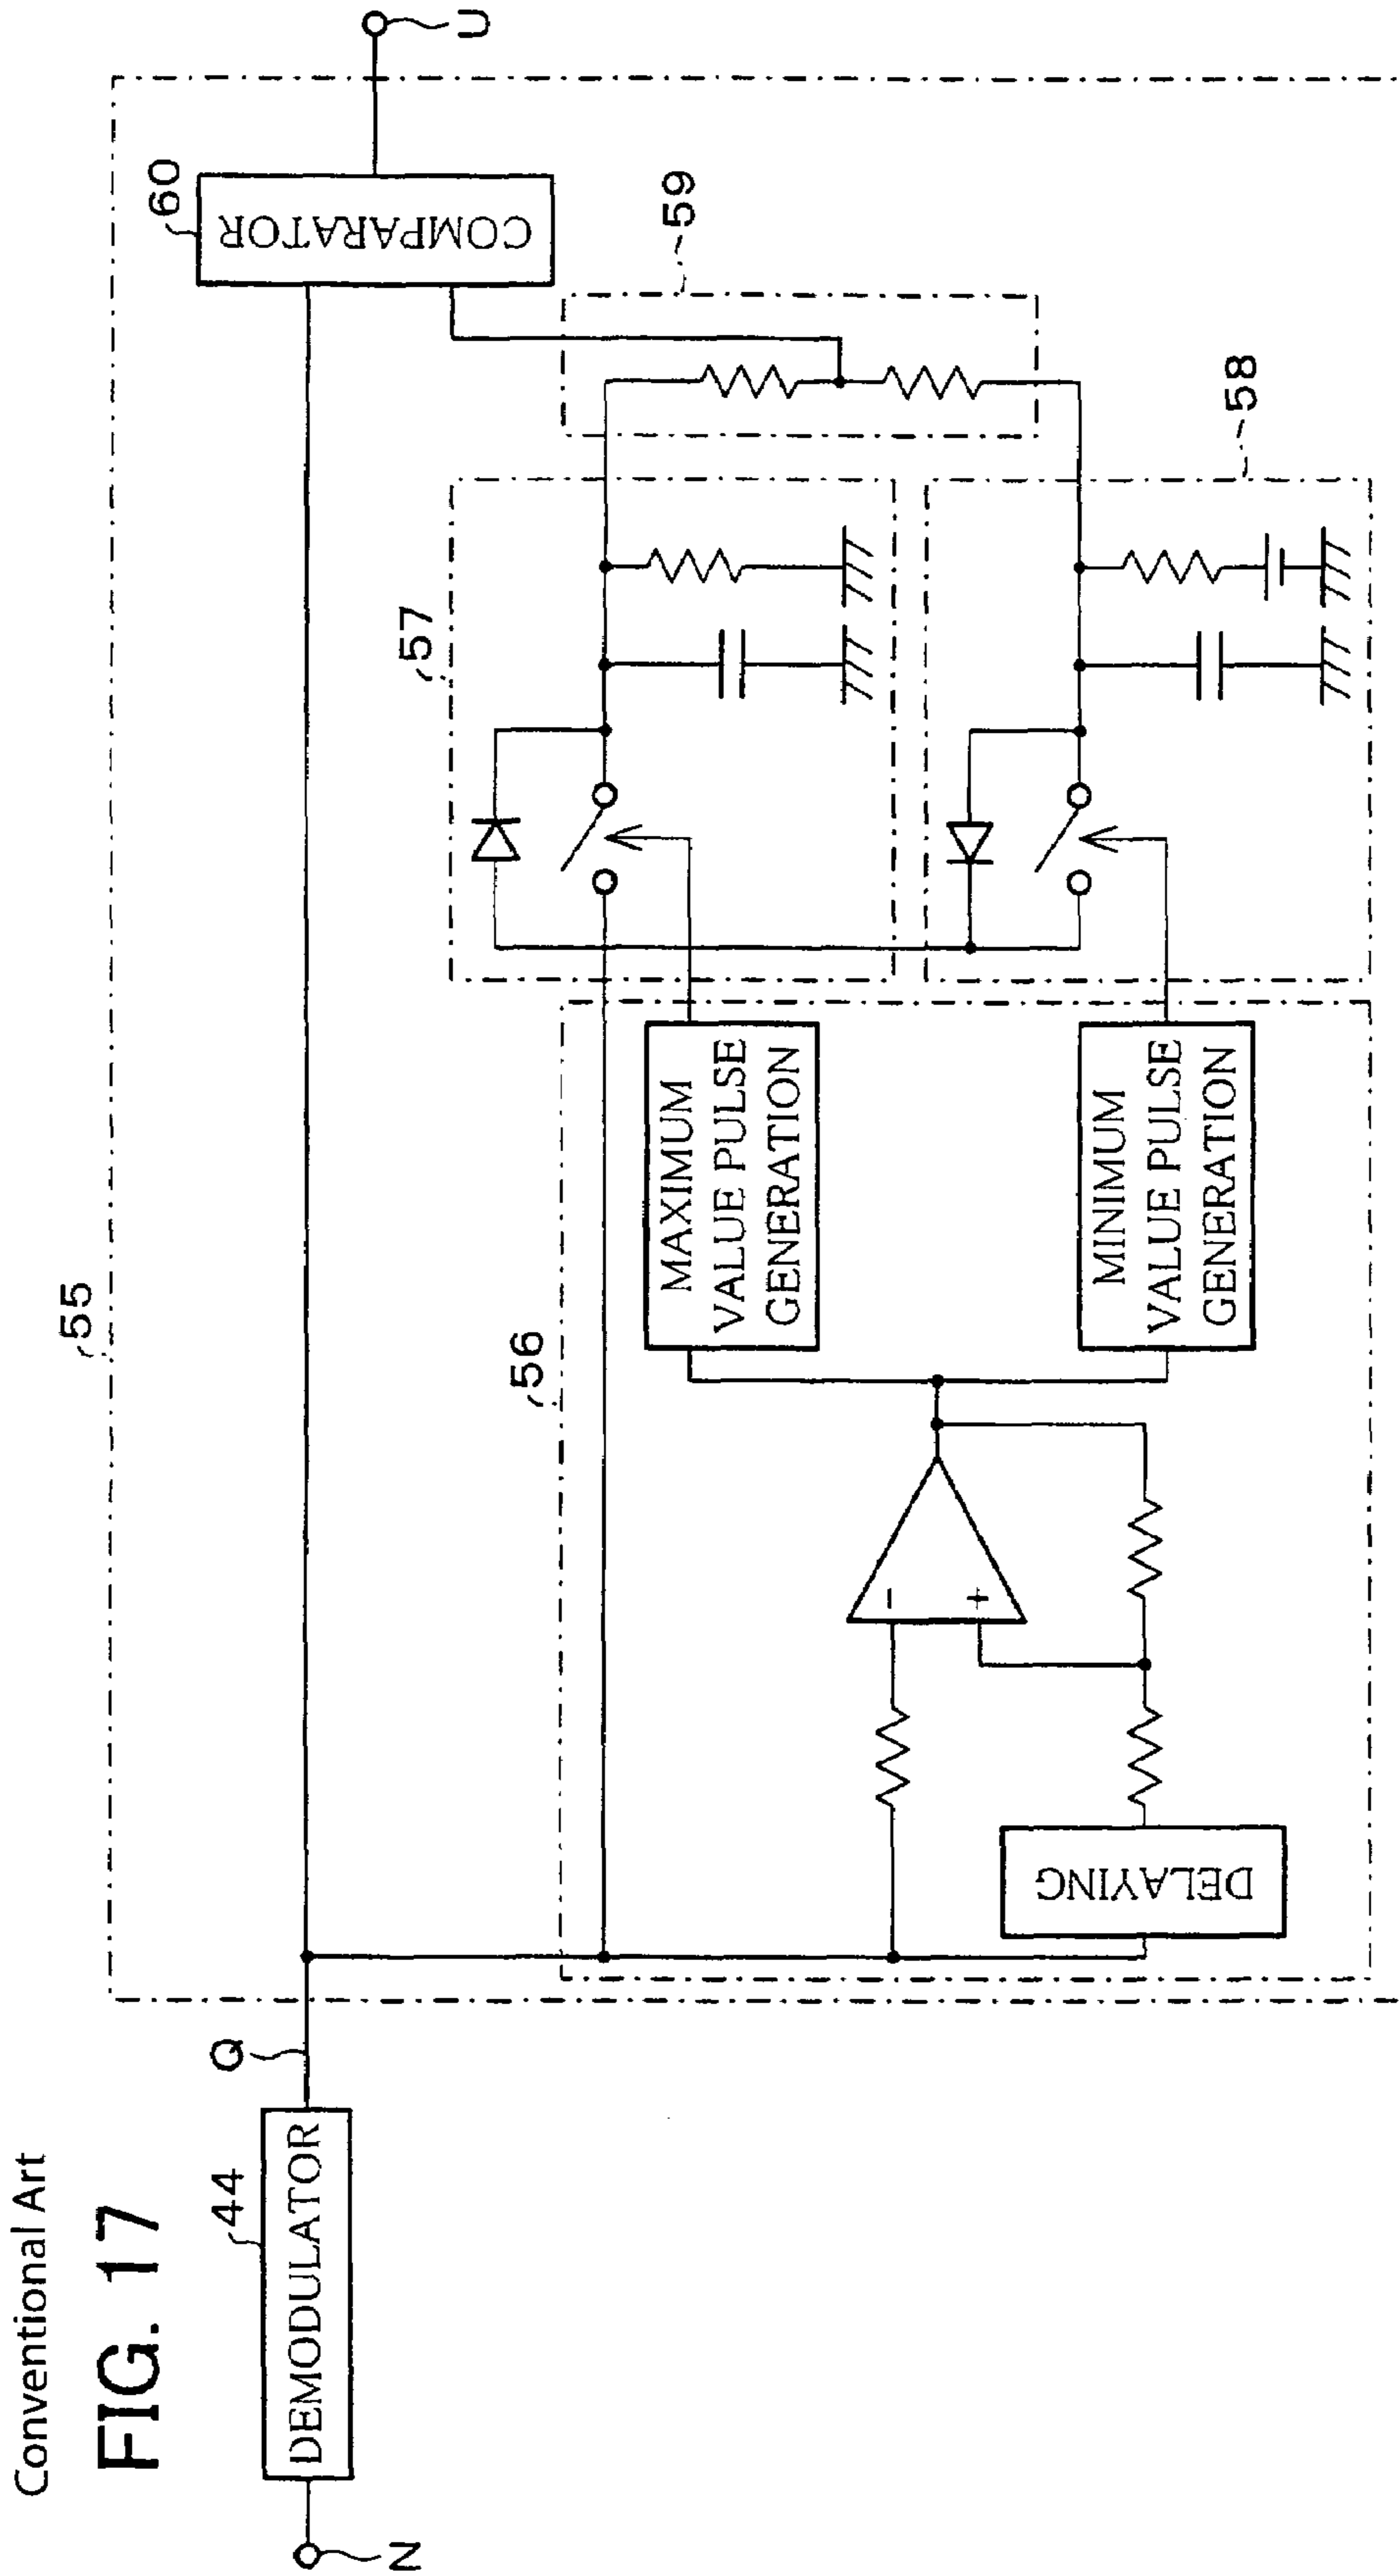 Conventional Art
FIG. 17
N
44
DEMODULATOR
Q
55
56
DELAYING
-
+
MAXIMUM
VALUE PULSE
GENERATION
MINIMUM
VALUE PULSE
GENERATION
57
58
59
60
COMPARATOR
U